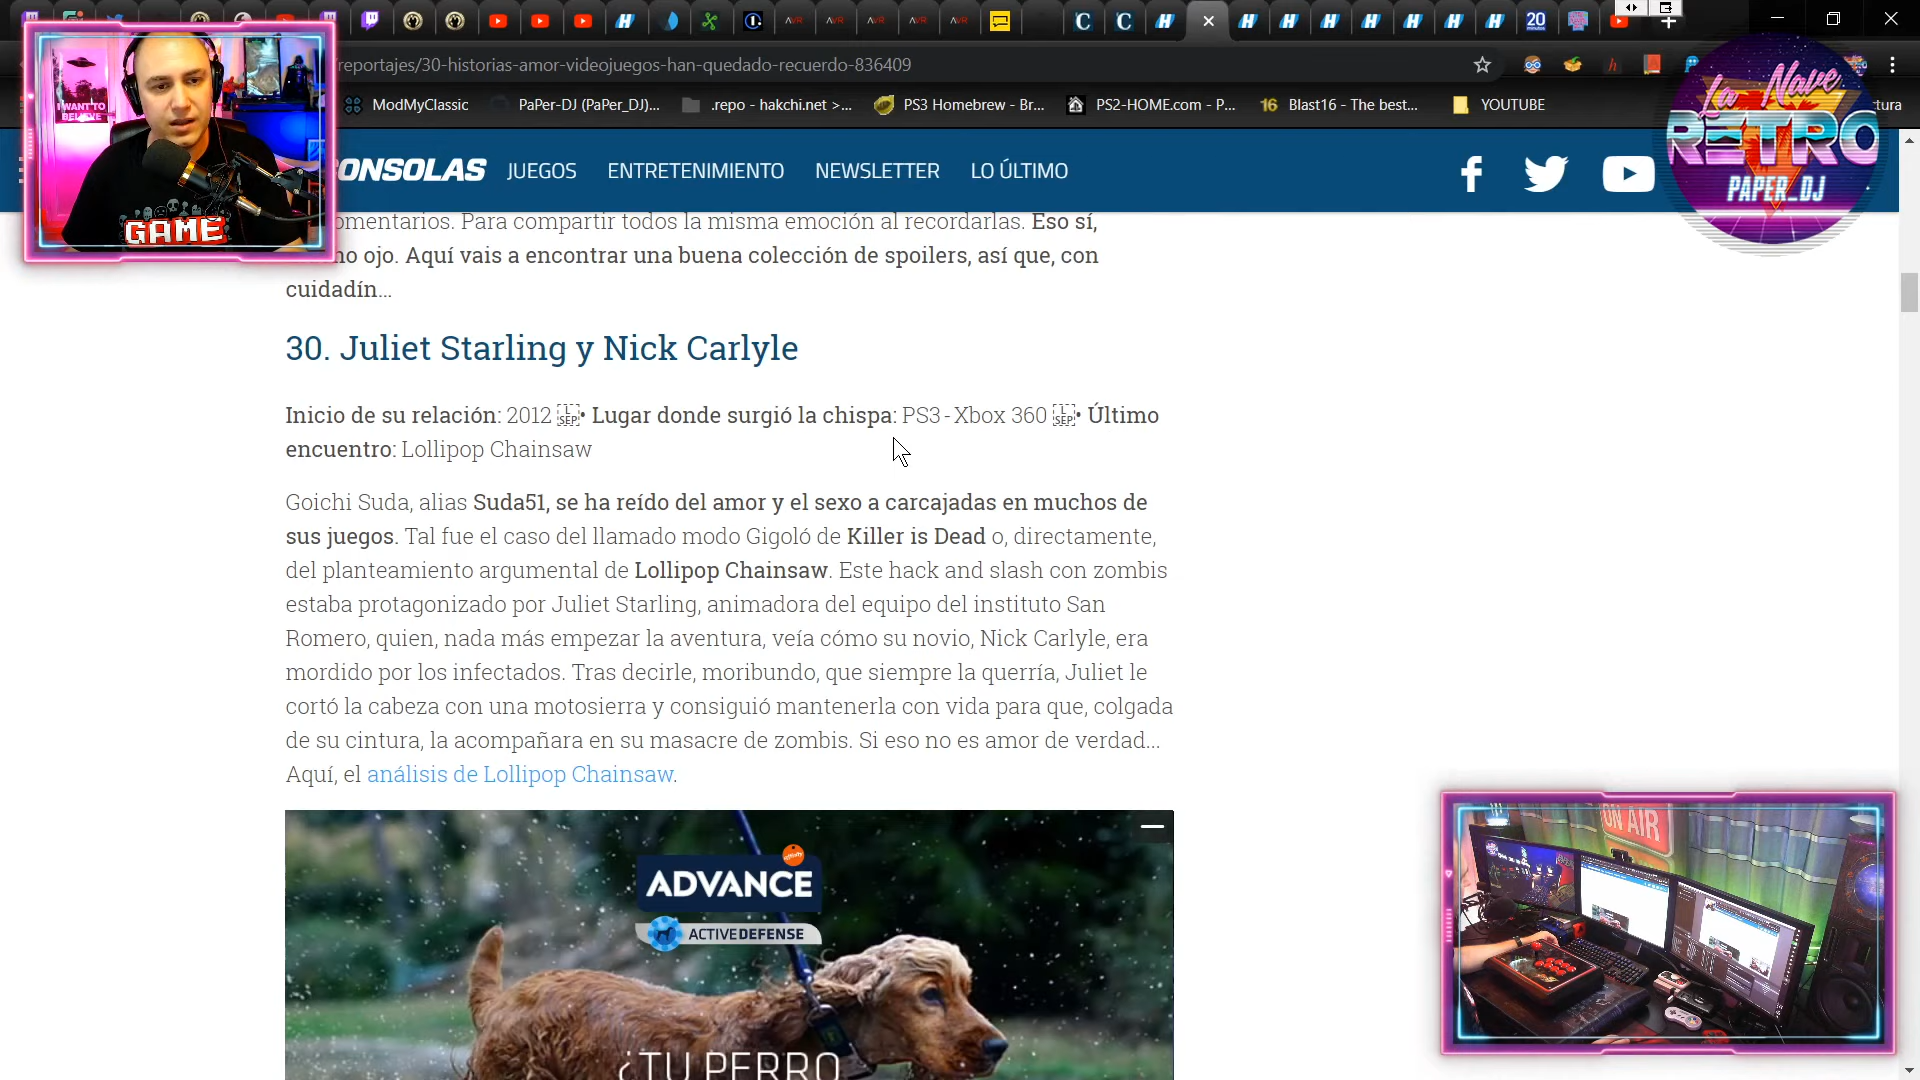 reportajes/30-historias-amor-videojuegos-han-quedado-recuerdo-836409
ModMyClassic
PaPer-DJ (PaPer_DJ)...
.repo - hakchi.net >...
PS3 Homebrew - Br...
PS2-HOME.com - P...
16 Blast16 - The best...
YOUTUBE
ctura
I WANT TO
BELIEVE
GAME
La Nave
RETRO
PAPER_DJ
ONSOLAS
JUEGOS
ENTRETENIMIENTO
NEWSLETTER
LO ÚLTIMO
omentarios. Para compartir todos la misma emoción al recordarlas. Eso sí,
no ojo. Aquí vais a encontrar una buena colección de spoilers, así que, con
cuidadín...
30. Juliet Starling y Nick Carlyle
Inicio de su relación: 2012 L SEP• Lugar donde surgió la chispa: PS3 - Xbox 360 L SEP• Último
encuentro: Lollipop Chainsaw
Goichi Suda, alias Suda51, se ha reído del amor y el sexo a carcajadas en muchos de
sus juegos. Tal fue el caso del llamado modo Gigoló de Killer is Dead o, directamente,
del planteamiento argumental de Lollipop Chainsaw. Este hack and slash con zombis
estaba protagonizado por Juliet Starling, animadora del equipo del instituto San
Romero, quien, nada más empezar la aventura, veía cómo su novio, Nick Carlyle, era
mordido por los infectados. Tras decirle, moribundo, que siempre la querría, Juliet le
cortó la cabeza con una motosierra y consiguió mantenerla con vida para que, colgada
de su cintura, la acompañara en su masacre de zombis. Si eso no es amor de verdad...
Aquí, el análisis de Lollipop Chainsaw.
affinity
ADVANCE
ACTIVEDEFENSE
¿TU PERRO
ON AIR